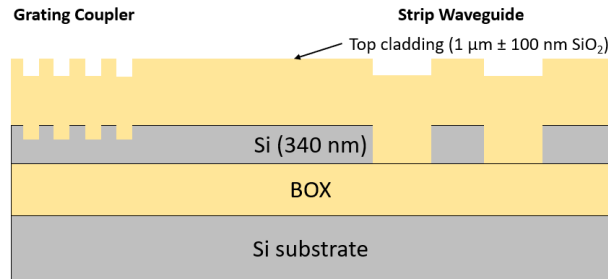 Grating Coupler
Strip Waveguide
Top cladding (1 µm ± 100 nm SiO₂)
Si (340 nm)
BOX
Si substrate